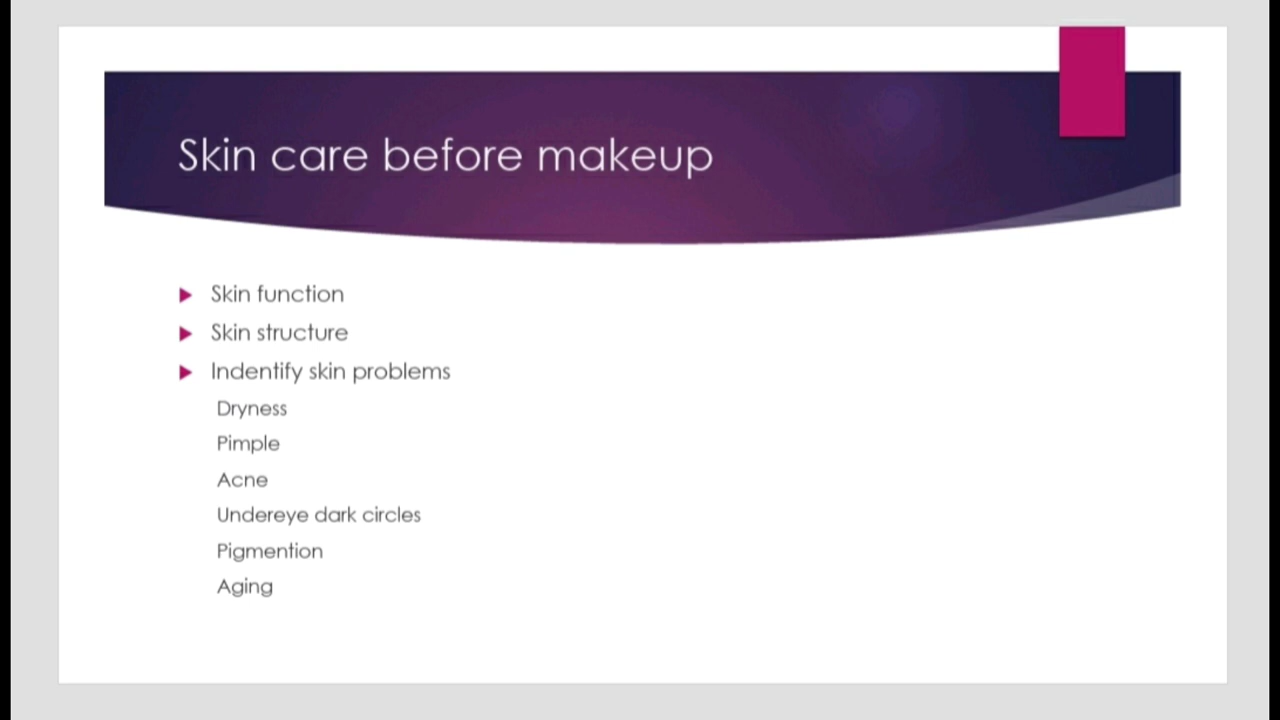 Skin care before makeup
Skin function
Skin structure
Indentify skin problems
Dryness
Pimple
Acne
Undereye dark circles
Pigmention
Aging